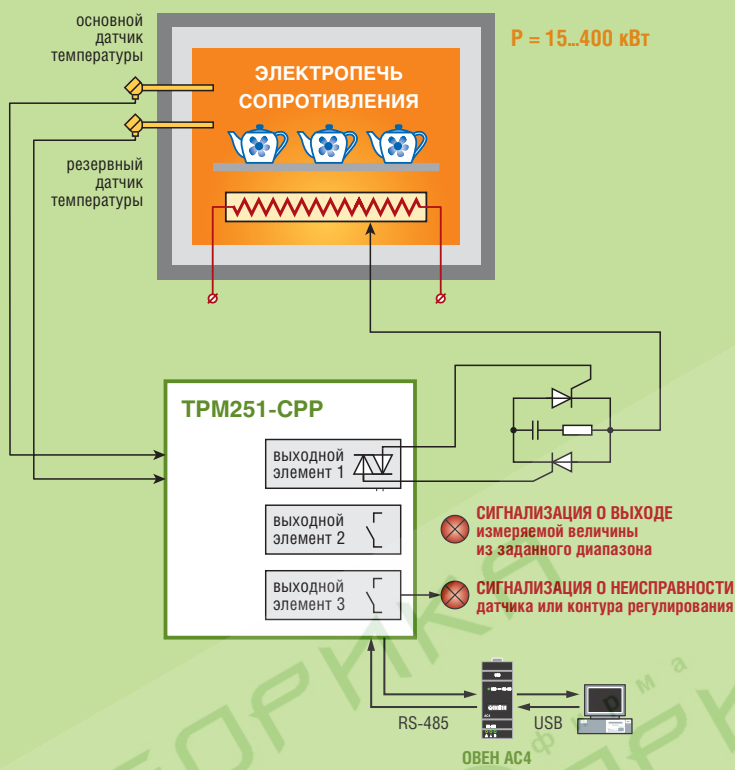 основной
датчик
температуры
P = 15...400 кВт
ЭЛЕКТРОПЕЧЬ
СОПРОТИВЛЕНИЯ
резервный
датчик
температуры
ТРМ251-СРР
выходной
элемент 1
выходной
элемент 2
выходной
элемент 3
СИГНАЛИЗАЦИЯ О ВЫХОДЕ
измеряемой величины
из заданного диапазона
СИГНАЛИЗАЦИЯ О НЕИСПРАВНОСТИ
датчика или контура регулирования
RS-485
USB
ОВЕН АС4